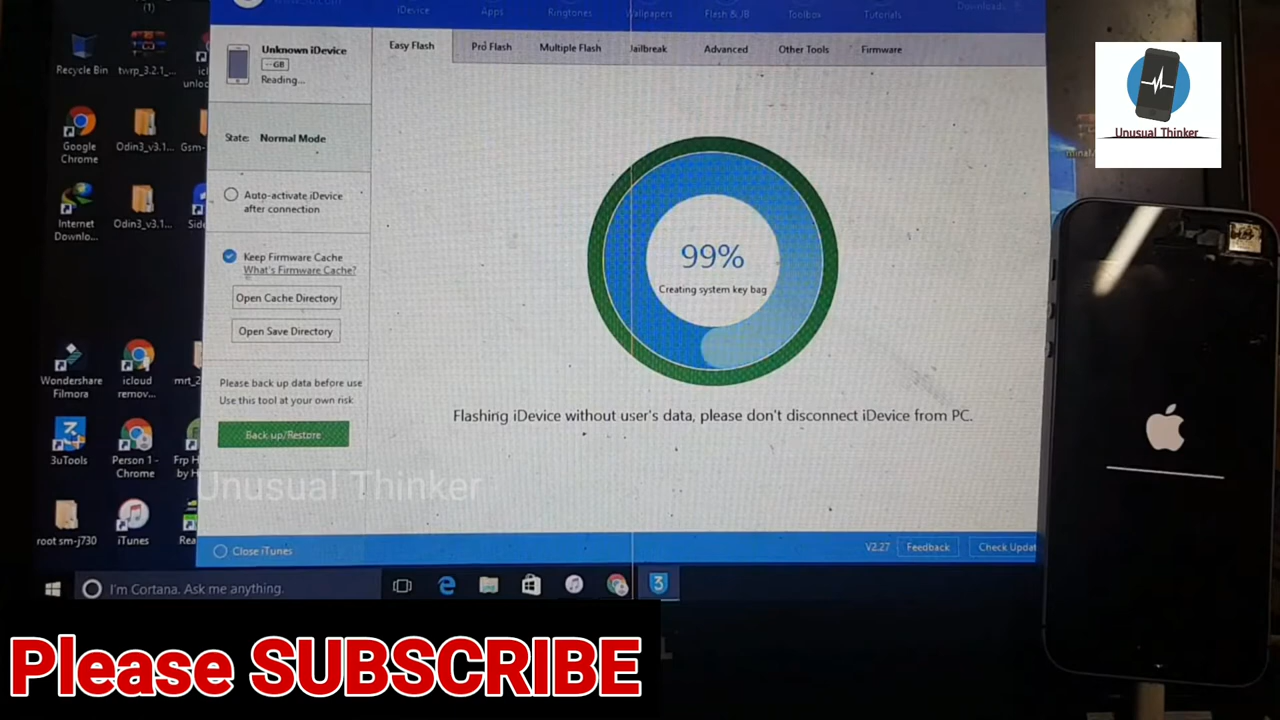 iDevice
Apps
Ringtones
Wallpapers
Flash & JB
Toolbox
Tutorials
Downloads
Unknown iDevice
-- GB
Reading...
Easy Flash
Pro Flash
Multiple Flash
Jailbreak
Advanced
Other Tools
Firmware
State: Normal Mode
Auto-activate iDevice
after connection
Keep Firmware Cache
What's Firmware Cache?
Open Cache Directory
Open Save Directory
Please back up data before use
Use this tool at your own risk
Back up/Restore
99%
Creating system key bag
Flashing iDevice without user's data, please don't disconnect iDevice from PC.
Close iTunes
V2.27
Feedback
Check Updat
(1)
Recycle Bin
twrp_3.2.1_...
Google
Chrome
Odin3_v3.1...
Internet
Downlo...
Odin3_v3.1...
Wondershare
Filmora
icloud
remov...
3uTools
Person 1 -
Chrome
root sm-j730
iTunes
I'm Cortana. Ask me anything.
Unusual Thinker
Unusual Thinker
Please SUBSCRIBE